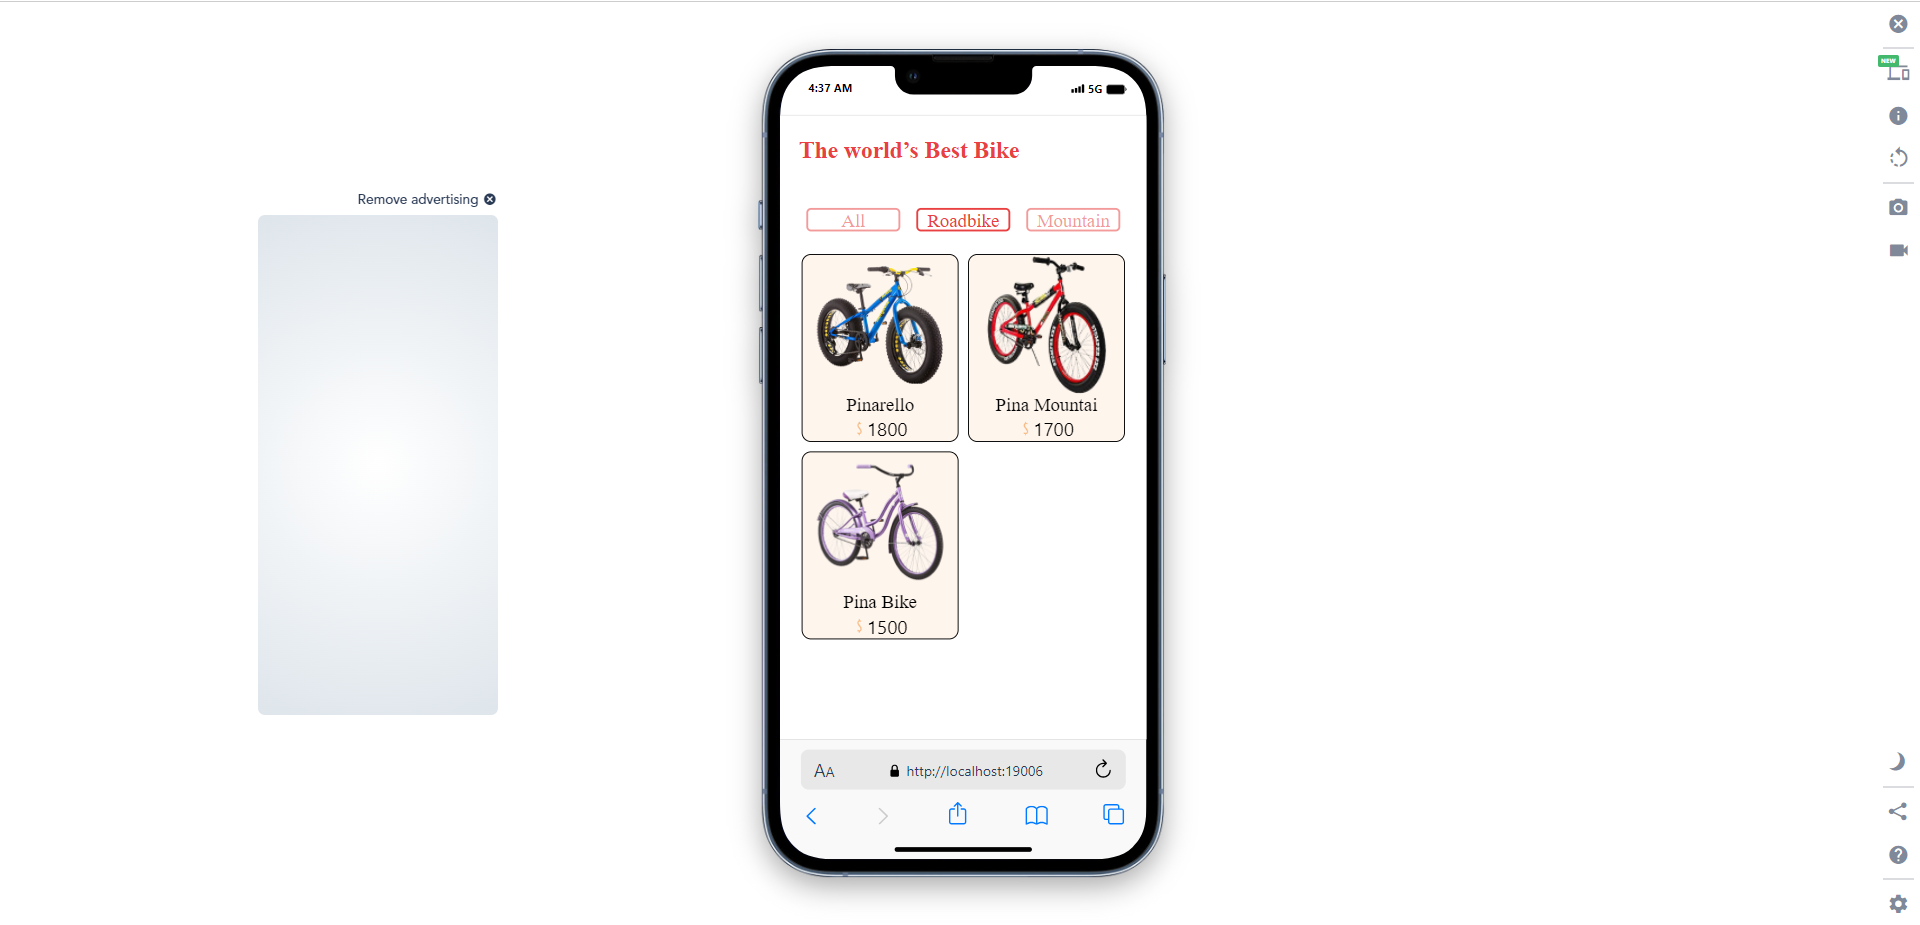 NEW
4:37 AM
5G
The world’s Best Bike
Remove advertising
All
Roadbike
Mountain
Pinarello
$ 1800
Pina Mountai
$ 1700
Pina Bike
$ 1500
AA
http://localhost:19006